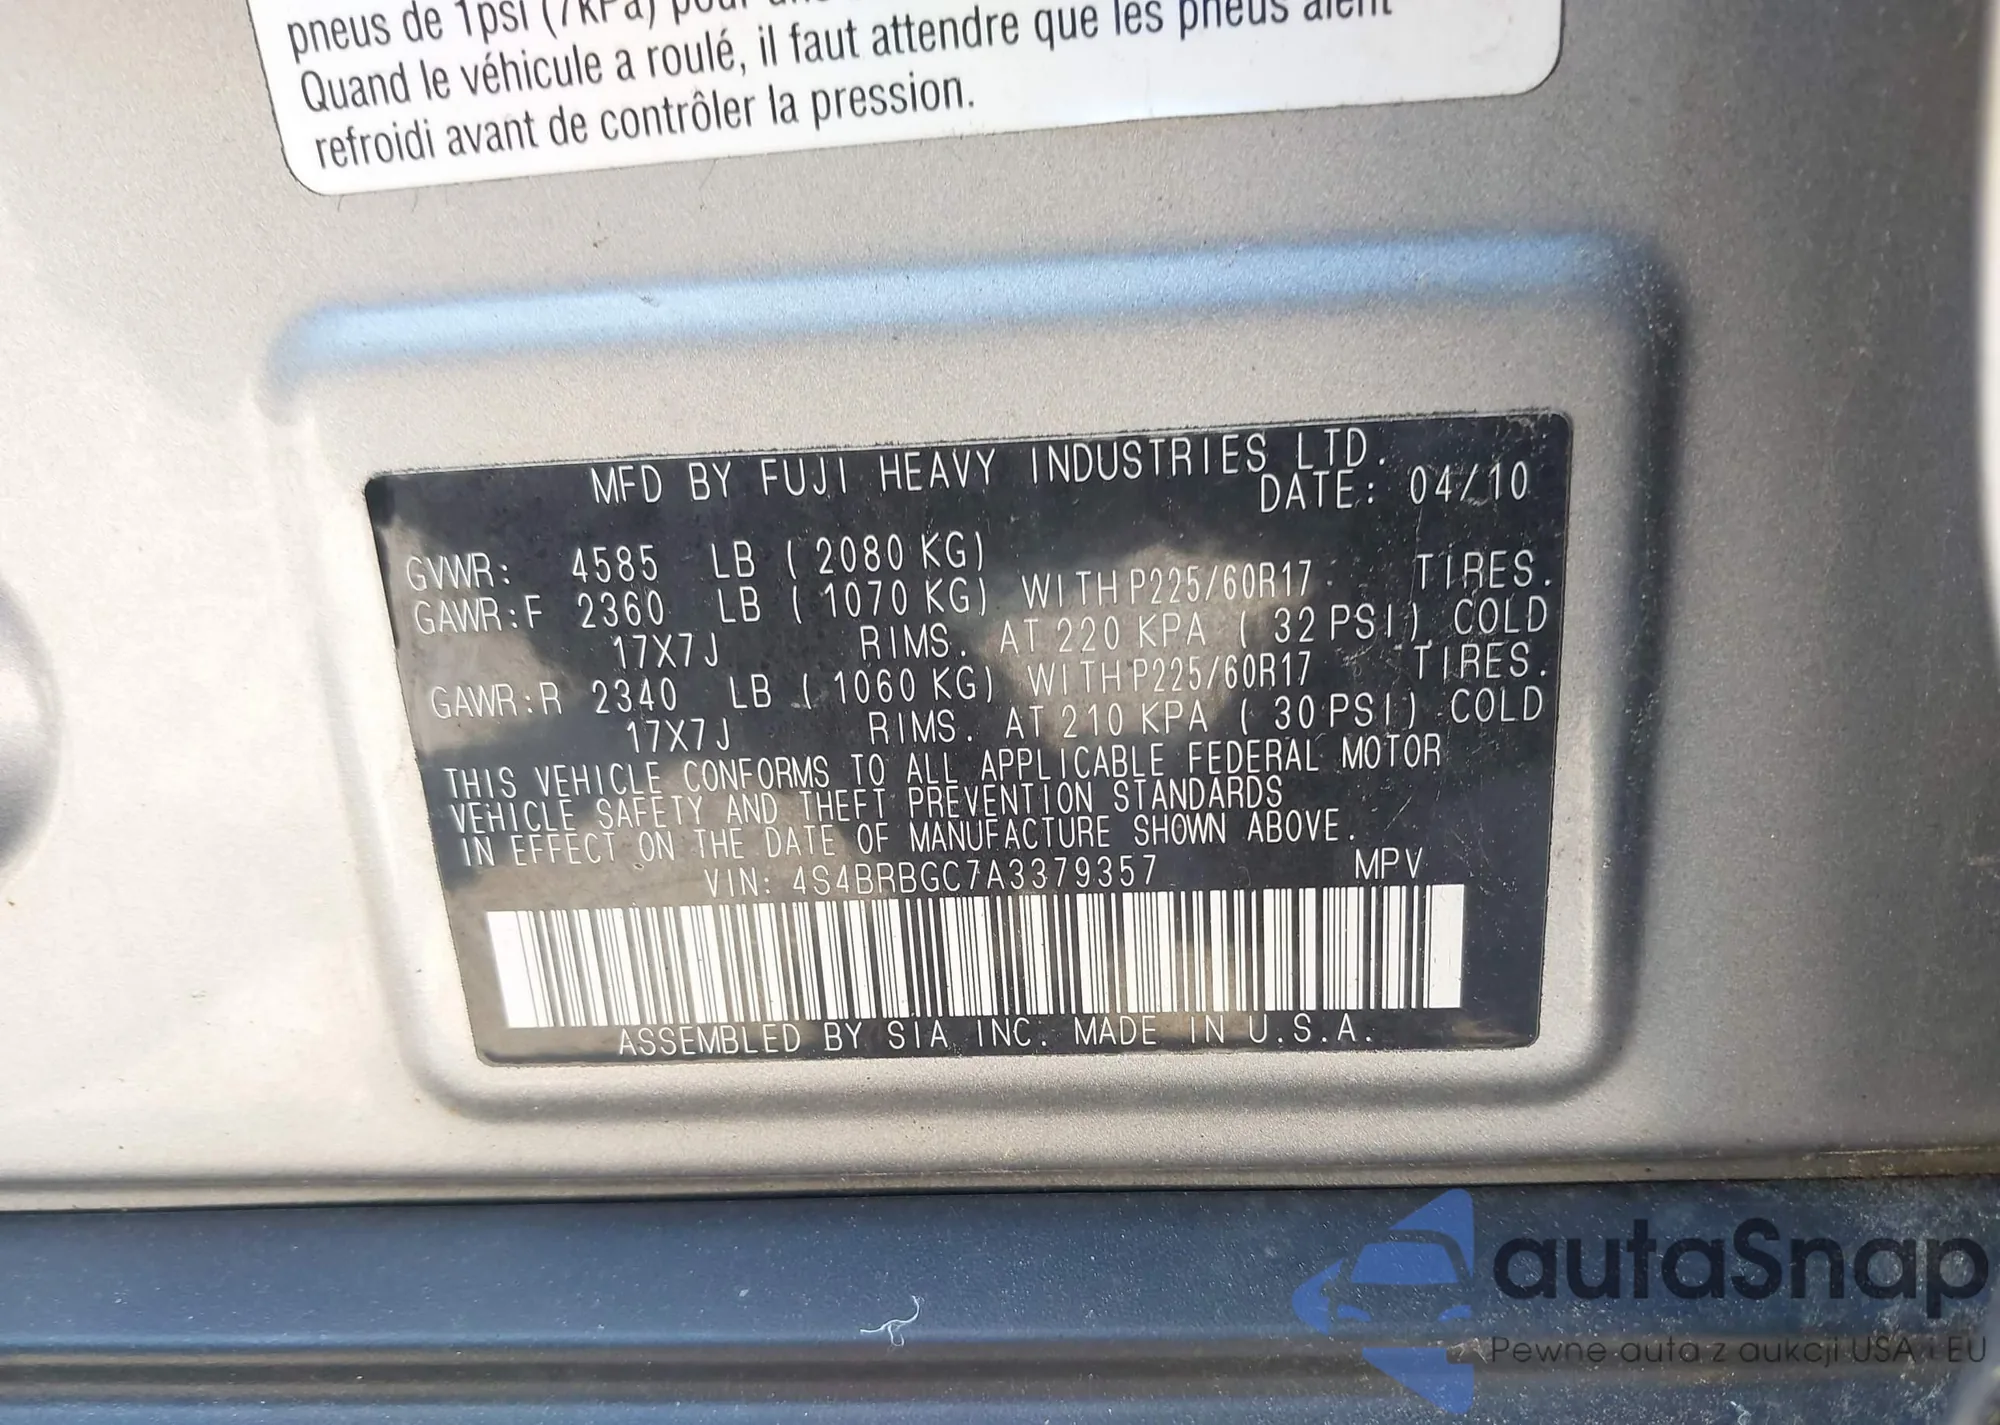 pneus de 1psi (7kPa) pour une
Quand le véhicule a roulé, il faut attendre que les pneus aient
refroidi avant de contrôler la pression.
MFD BY FUJI HEAVY INDUSTRIES LTD.
DATE: 04/10
GVWR: 4585 LB ( 2080 KG)
GAWR:F 2360 LB ( 1070 KG) WITH P225/60R17 TIRES.
17X7J RIMS. AT 220 KPA ( 32 PSI) COLD
GAWR:R 2340 LB ( 1060 KG) WITH P225/60R17 TIRES.
17X7J RIMS. AT 210 KPA ( 30 PSI) COLD
THIS VEHICLE CONFORMS TO ALL APPLICABLE FEDERAL MOTOR
VEHICLE SAFETY AND THEFT PREVENTION STANDARDS
IN EFFECT ON THE DATE OF MANUFACTURE SHOWN ABOVE.
VIN: 4S4BRBGC7A3379357 MPV
ASSEMBLED BY SIA INC. MADE IN U.S.A.
autaSnap
Pewne auta z aukcji USA i EU